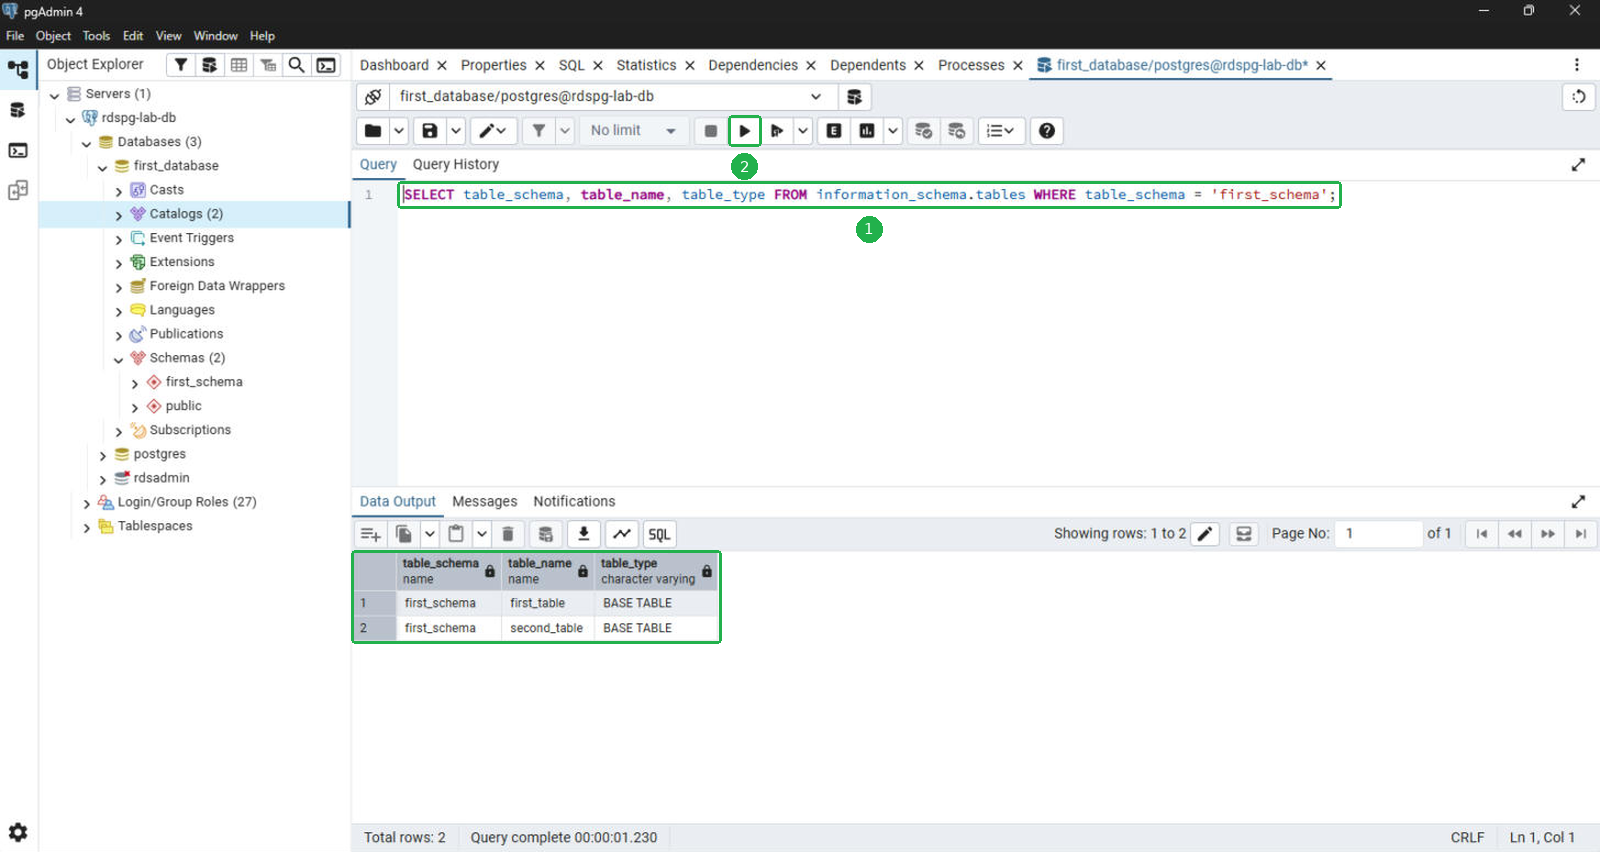 pgAdmin 4
File Object Tools Edit View Window Help
Object Explorer
Dashboard Properties SQL Statistics Dependencies Dependents Processes first_database/postgres@rdspg-lab-db*
Servers (1)
rdspg-lab-db
Databases (3)
first_database
Casts
Catalogs (2)
Event Triggers
Extensions
Foreign Data Wrappers
Languages
Publications
Schemas (2)
first_schema
public
Subscriptions
postgres
rdsadmin
Login/Group Roles (27)
Tablespaces
first_database/postgres@rdspg-lab-db
No limit E
Query Query History
2
1 SELECT table_schema, table_name, table_type FROM information_schema.tables WHERE table_schema = 'first_schema';
1
Data Output Messages Notifications
SQL Showing rows: 1 to 2 Page No: 1 of 1
table_schema table_name table_type
name name character varying
1 first_schema first_table BASE TABLE
2 first_schema second_table BASE TABLE
Total rows: 2 Query complete 00:00:01.230 CRLF Ln 1, Col 1